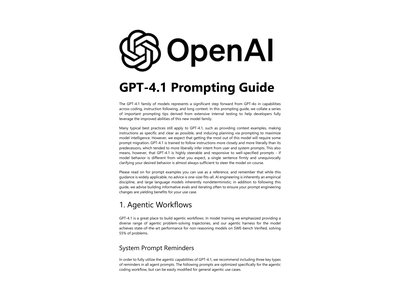 OpenAI
GPT-4.1 Prompting Guide
The GPT-4.1 family of models represents a significant step forward from GPT-4o in capabilities
across coding, instruction following, and long context. In this prompting guide, we collate a series
of important prompting tips derived from extensive internal testing to help developers fully
leverage the improved abilities of this new model family.
Many typical best practices still apply to GPT-4.1, such as providing context examples, making
instructions as specific and clear as possible, and inducing planning via prompting to maximize
model intelligence. However, we expect that getting the most out of this model will require some
prompt migration. GPT-4.1 is trained to follow instructions more closely and more literally than its
predecessors, which tended to more liberally infer intent from user and system prompts. This also
means, however, that GPT-4.1 is highly steerable and responsive to well-specified prompts - if
model behavior is different from what you expect, a single sentence firmly and unequivocally
clarifying your desired behavior is almost always sufficient to steer the model on course.
Please read on for prompt examples you can use as a reference, and remember that while this
guidance is widely applicable, no advice is one-size-fits-all. AI engineering is inherently an empirical
discipline, and large language models inherently nondeterministic; in addition to following this
guide, we advise building informative evals and iterating often to ensure your prompt engineering
changes are yielding benefits for your use case.
1. Agentic Workflows
GPT-4.1 is a great place to build agentic workflows. In model training we emphasized providing a
diverse range of agentic problem-solving trajectories, and our agentic harness for the model
achieves state-of-the-art performance for non-reasoning models on SWE-bench Verified, solving
55% of problems.
System Prompt Reminders
In order to fully utilize the agentic capabilities of GPT-4.1, we recommend including three key types
of reminders in all agent prompts. The following prompts are optimized specifically for the agentic
coding workflow, but can be easily modified for general agentic use cases.